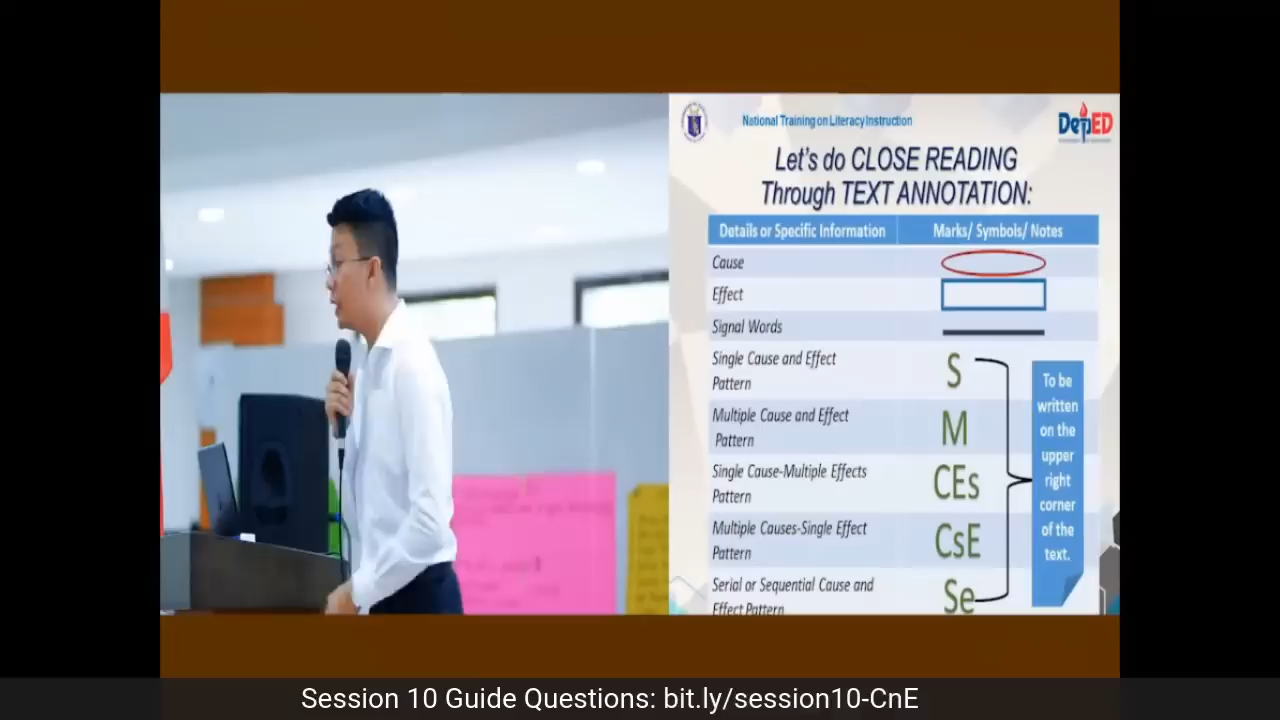 National Training on Literacy Instruction
DepED
Let's do CLOSE READING
Through TEXT ANNOTATION:
Details or Specific Information
Marks/ Symbols/ Notes
Cause
Effect
Signal Words
Single Cause and Effect
Pattern
S
Multiple Cause and Effect
Pattern
M
Single Cause-Multiple Effects
Pattern
CEs
Multiple Causes-Single Effect
Pattern
CsE
Serial or Sequential Cause and
Effect Pattern
Se
To be
written
on the
upper
right
corner
of the
text.
Session 10 Guide Questions: bit.ly/session10-CnE